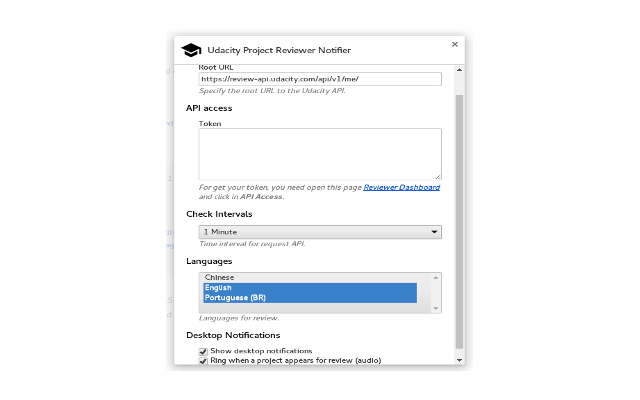 Udacity Project Reviewer Notifier
Root URL
https://review-api.udacity.com/api/v1/me/
Specify the root URL to the Udacity API.
API access
Token
For get your token, you need open this page Reviewer Dashboard
and click in API Access.
Check Intervals
1 Minute
Time interval for request API.
Languages
Chinese
English
Portuguese (BR)
Languages for review.
Desktop Notifications
Show desktop notifications
Ring when a project appears for review (audio)